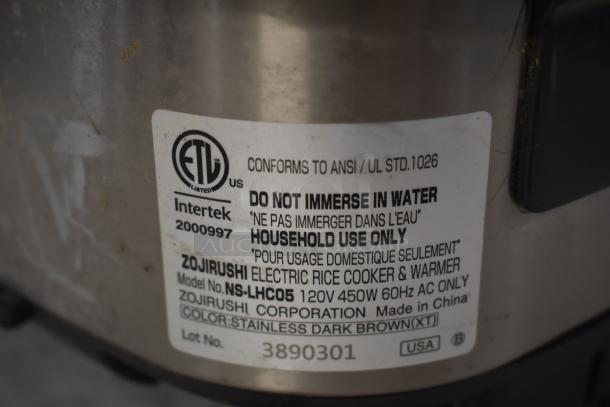 ETL
LISTED
US
Intertek
2000997
CONFORMS TO ANSI / UL STD.1026
DO NOT IMMERSE IN WATER
"NE PAS IMMERGER DANS L'EAU"
HOUSEHOLD USE ONLY
"POUR USAGE DOMESTIQUE SEULEMENT"
ZOJIRUSHI ELECTRIC RICE COOKER & WARMER
Model No. NS-LHC05 120V 450W 60Hz AC ONLY
ZOJIRUSHI CORPORATION Made in China
COLOR:STAINLESS DARK BROWN(XT)
Lot No. 3890301 USA B